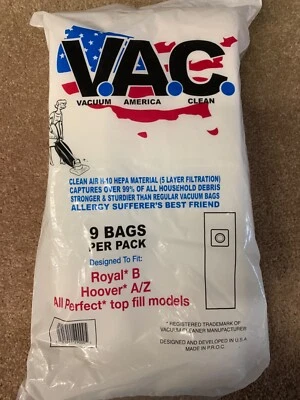 V.A.C.
VACUUM AMERICA CLEAN
CLEAN AIR H-10 HEPA MATERIAL (5 LAYER FILTRATION)
CAPTURES OVER 99% OF ALL HOUSEHOLD DEBRIS
STRONGER & STURDIER THAN REGULAR VACUUM BAGS
ALLERGY SUFFERER'S BEST FRIEND
9 BAGS
PER PACK
Designed To Fit:
Royal* B
Hoover* A/Z
All Perfect* top fill models
* REGISTERED TRADEMARK OF
VACUUM CLEANER MANUFACTURER
DESIGNED AND DEVELOPED IN U.S.A
MADE IN P.R.O.C.